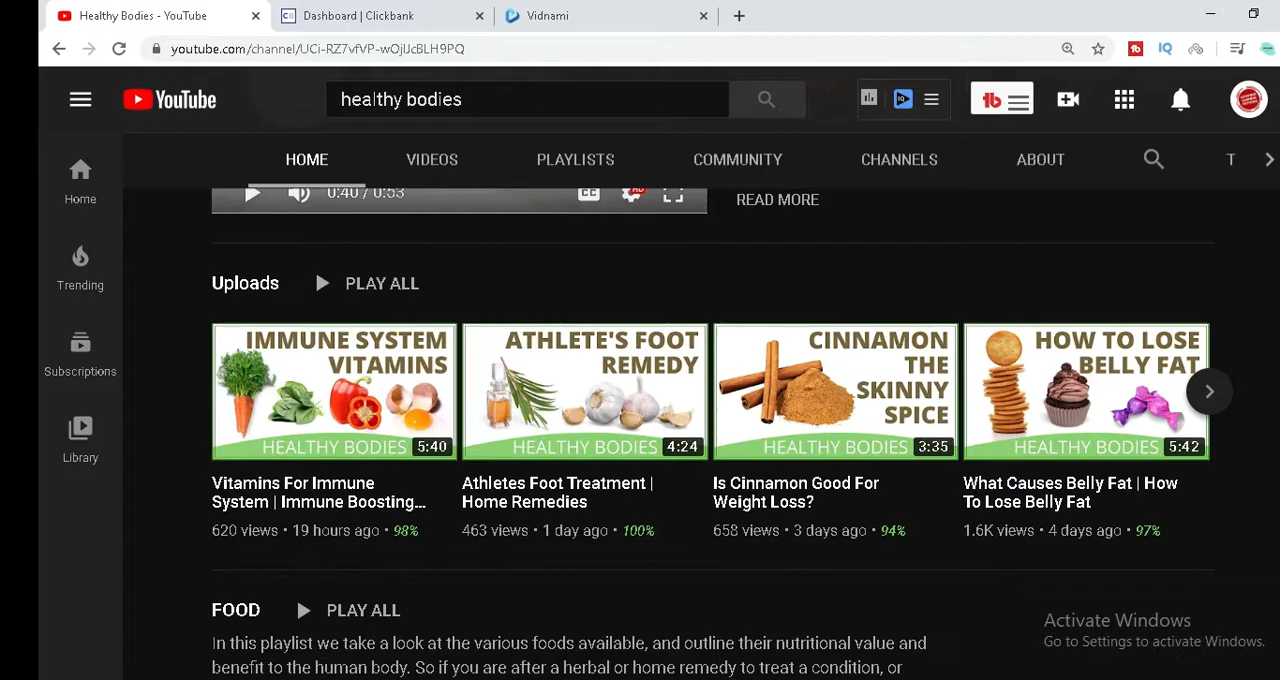 Healthy Bodies - YouTube
Dashboard | Clickbank
Vidnami
youtube.com/channel/UCi-RZ7vfVP-wOjlJcBLH9PQ
IQ
YouTube
healthy bodies
HOME
VIDEOS
PLAYLISTS
COMMUNITY
CHANNELS
ABOUT
T
Home
Trending
Subscriptions
Library
0:40 / 0:53
CC
HD
READ MORE
Uploads
PLAY ALL
IMMUNE SYSTEM
VITAMINS
HEALTHY BODIES
5:40
ATHLETE'S FOOT
REMEDY
HEALTHY BODIES
4:24
CINNAMON
THE
SKINNY
SPICE
HEALTHY BODIES
3:35
HOW TO LOSE
BELLY FAT
HEALTHY BODIES
5:42
Vitamins For Immune
System | Immune Boosting...
620 views • 19 hours ago • 98%
Athletes Foot Treatment |
Home Remedies
463 views • 1 day ago • 100%
Is Cinnamon Good For
Weight Loss?
658 views • 3 days ago • 94%
What Causes Belly Fat | How
To Lose Belly Fat
1.6K views • 4 days ago • 97%
FOOD
PLAY ALL
In this playlist we take a look at the various foods available, and outline their nutritional value and
benefit to the human body. So if you are after a herbal or home remedy to treat a condition, or
Activate Windows
Go to Settings to activate Windows.